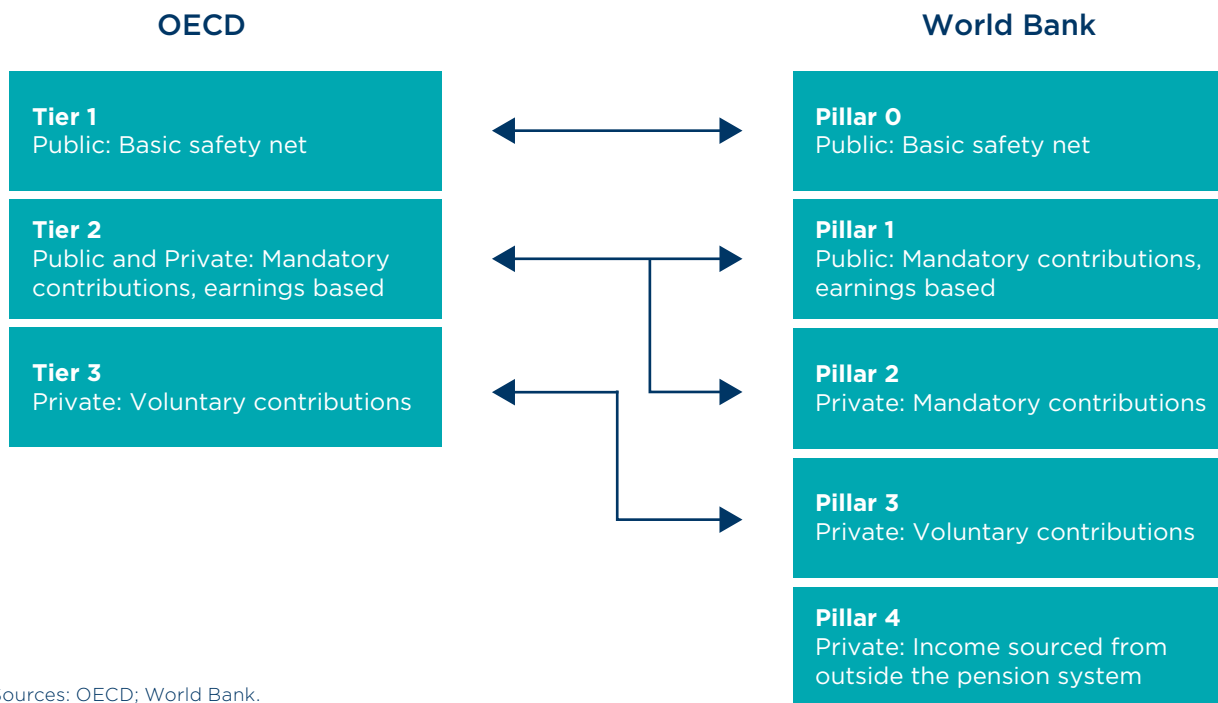 OECD
World Bank
Tier 1
Public: Basic safety net
Tier 2
Public and Private: Mandatory
contributions, earnings based
Tier 3
Private: Voluntary contributions
Pillar 0
Public: Basic safety net
Pillar 1
Public: Mandatory contributions,
earnings based
Pillar 2
Private: Mandatory contributions
Pillar 3
Private: Voluntary contributions
Pillar 4
Private: Income sourced from
outside the pension system
Sources: OECD; World Bank.